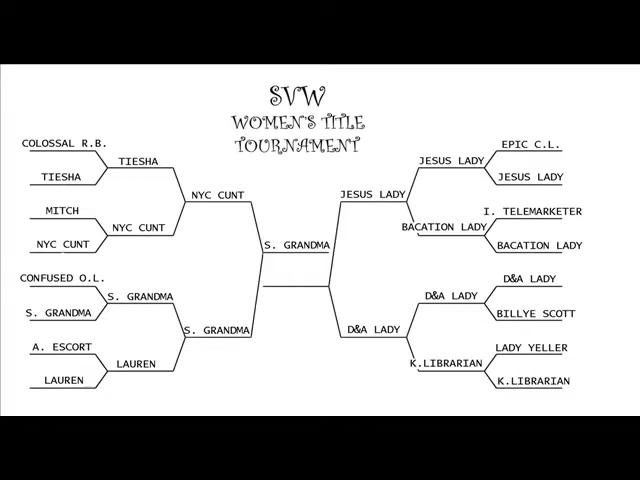 SVW
WOMEN'S TITLE
TOURNAMENT
COLOSSAL R.B.
TIESHA
TIESHA
MITCH
NYC CUNT
NYC CUNT
NYC CUNT
CONFUSED O.L.
S. GRANDMA
S. GRANDMA
A. ESCORT
LAUREN
LAUREN
S. GRANDMA
S. GRANDMA
JESUS LADY
D&A LADY
JESUS LADY
BACATION LADY
D&A LADY
K.LIBRARIAN
EPIC C.L.
JESUS LADY
I. TELEMARKETER
BACATION LADY
D&A LADY
BILLYE SCOTT
LADY YELLER
K.LIBRARIAN